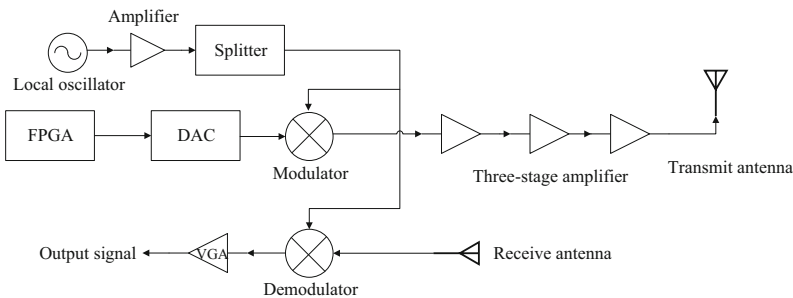 Amplifier
Splitter
Local oscillator
FPGA
DAC
Modulator
Three-stage amplifier
Transmit antenna
Output signal
VGA
Receive antenna
Demodulator